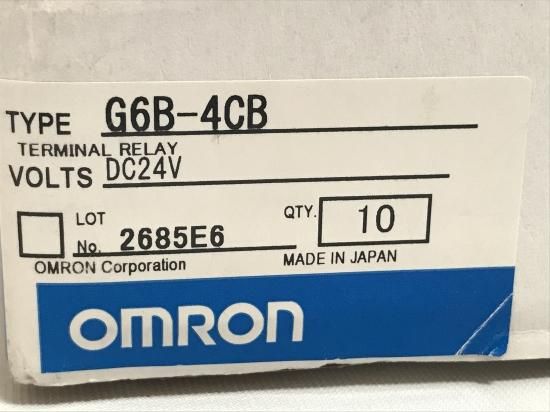 TYPE G6B-4CB
TERMINAL RELAY
VOLTS DC24V
LOT No. 2685E6 QTY. 10
OMRON Corporation MADE IN JAPAN
OMRON